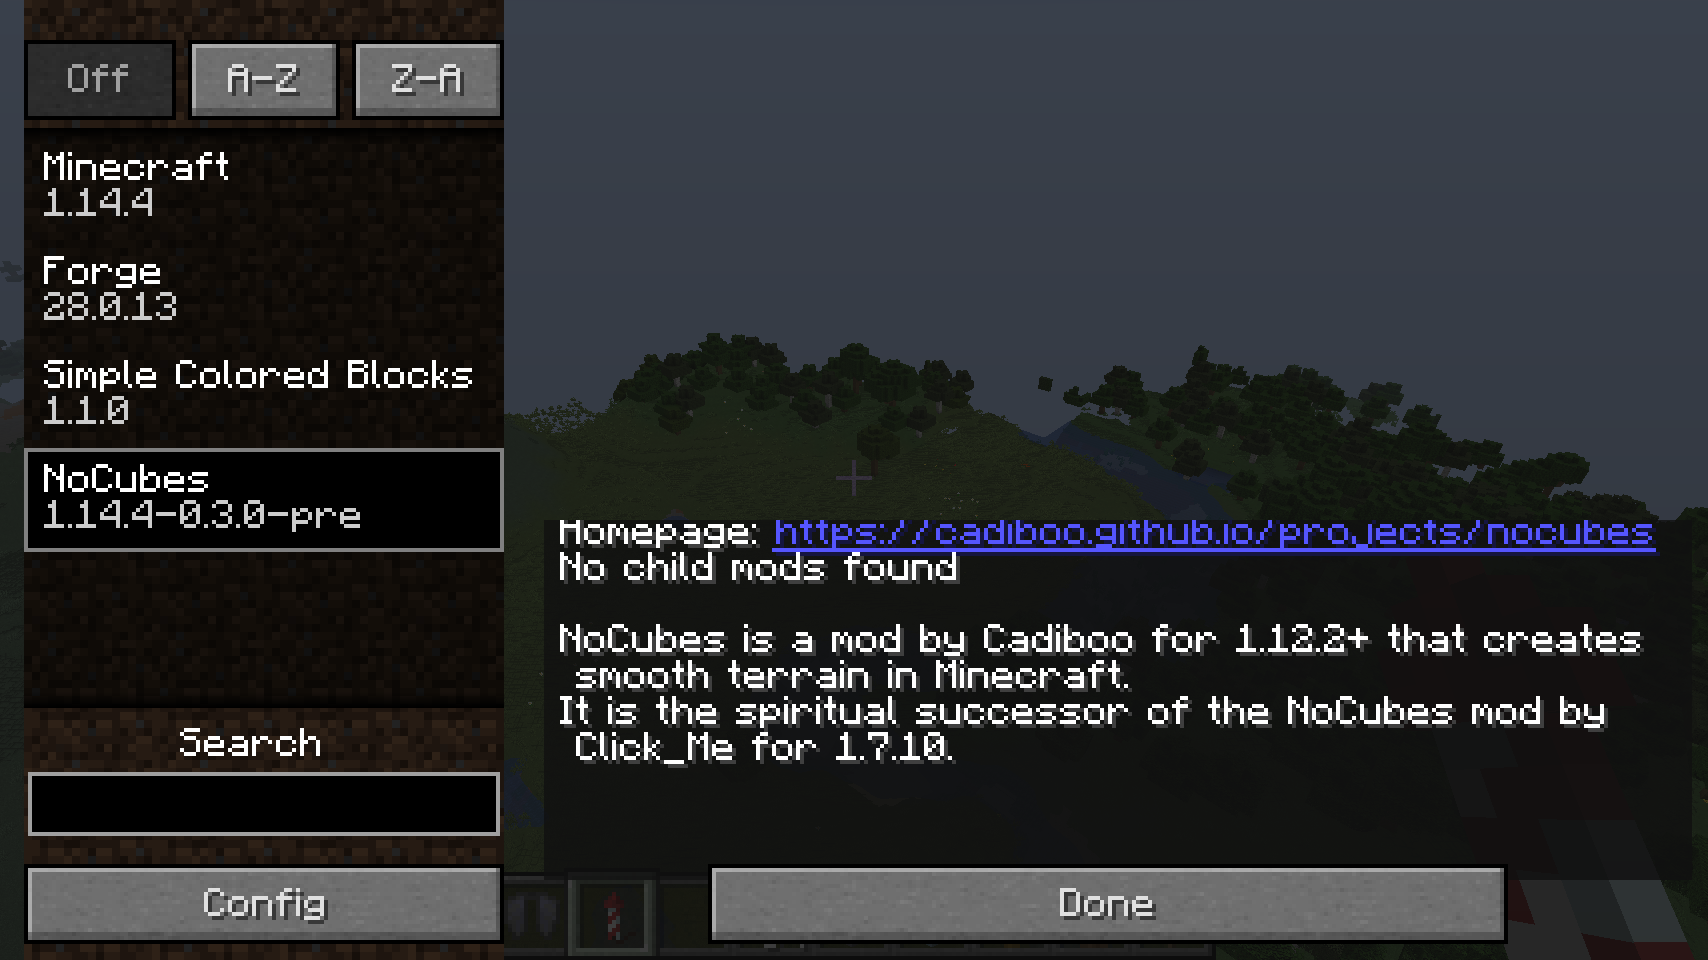 Off
A-Z
Z-A
Minecraft
1.14.4
Forge
28.0.13
Simple Colored Blocks
1.1.0
NoCubes
1.14.4-0.3.0-pre
Search
Config
Homepage: https://cadiboo.github.io/projects/nocubes
No child mods found
NoCubes is a mod by Cadiboo for 1.12.2+ that creates
smooth terrain in Minecraft.
It is the spiritual successor of the NoCubes mod by
Click_Me for 1.7.10.
Done